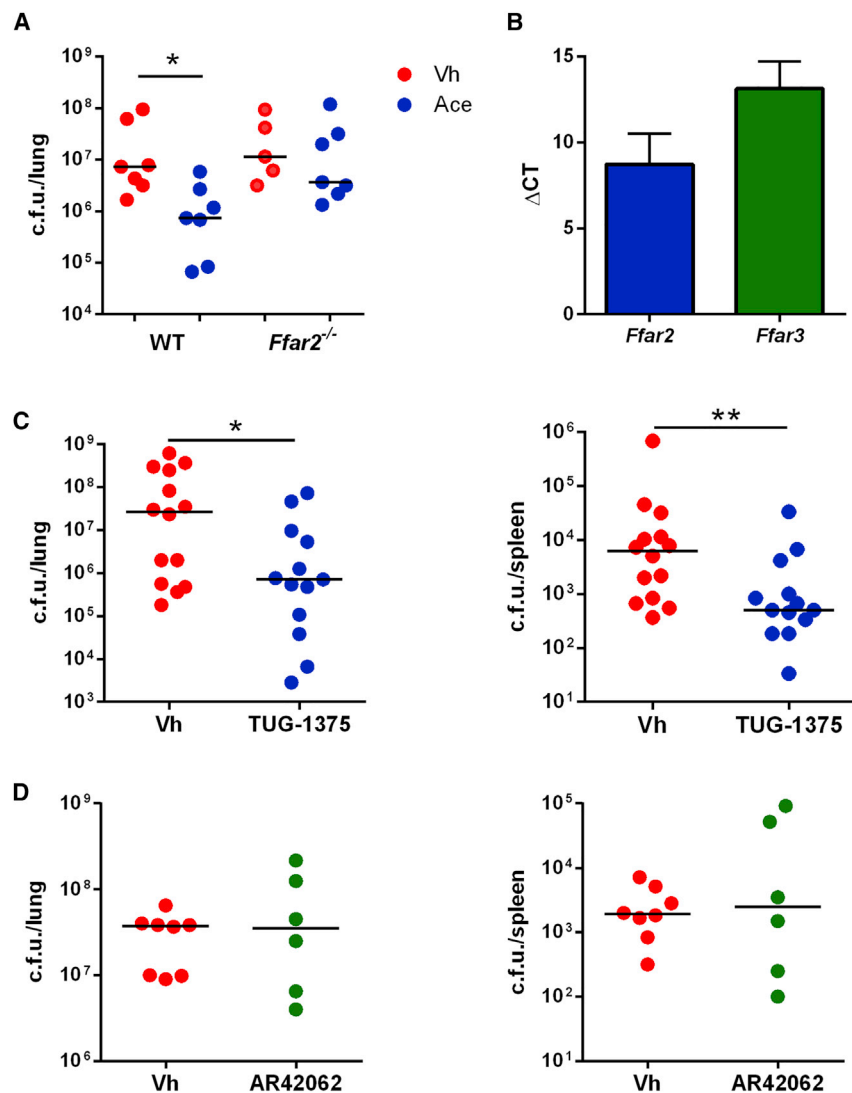 A
c.f.u./lung
10⁹
10⁸
10⁷
10⁶
10⁵
10⁴
*
WT
Ffar2⁻/⁻
Vh
Ace
B
ΔCT
15
10
5
0
Ffar2
Ffar3
C
c.f.u./lung
10⁹
10⁸
10⁷
10⁶
10⁵
10⁴
10³
*
Vh
TUG-1375
c.f.u./spleen
10⁶
10⁵
10⁴
10³
10²
10¹
**
Vh
TUG-1375
D
c.f.u./lung
10⁹
10⁸
10⁷
10⁶
Vh
AR42062
c.f.u./spleen
10⁵
10⁴
10³
10²
10¹
Vh
AR42062